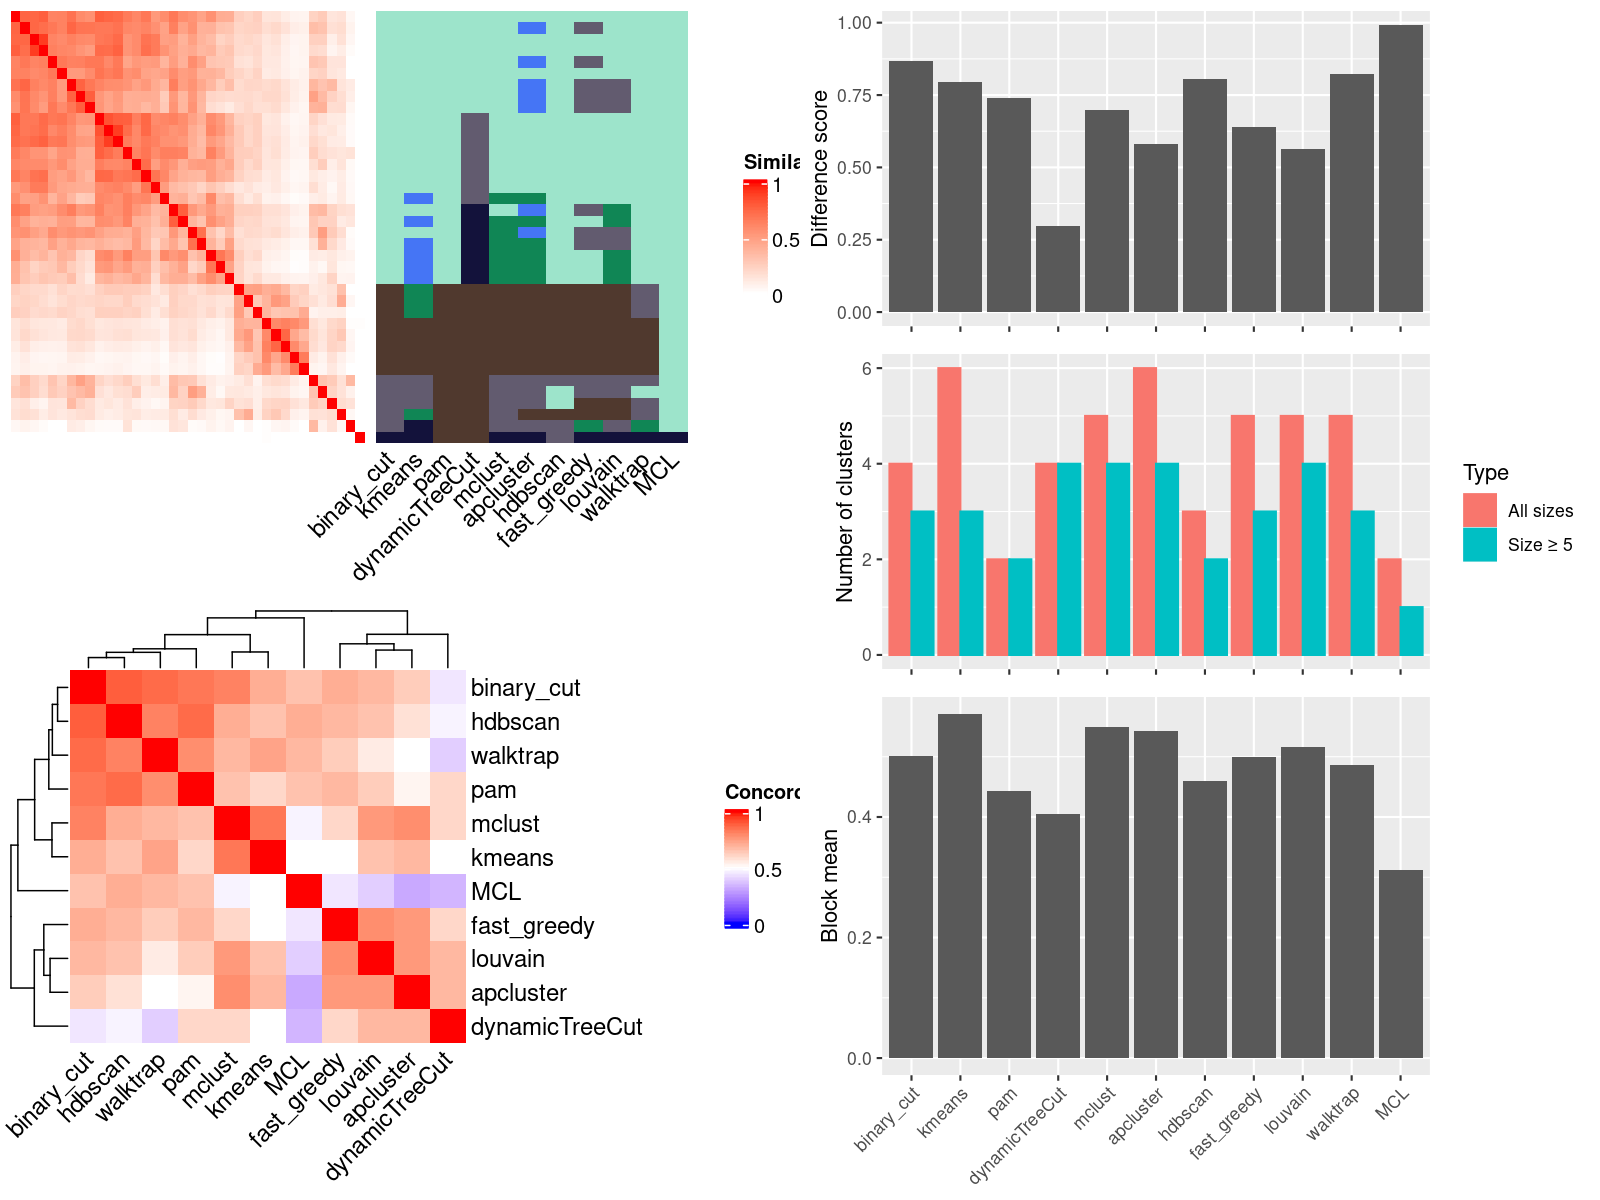 Simila
1
0.5
0
binary_cut
kmeans
pam
dynamicTreeCut
mclust
apcluster
hdbscan
fast_greedy
louvain
walktrap
MCL
binary_cut
hdbscan
walktrap
pam
mclust
kmeans
MCL
fast_greedy
louvain
apcluster
dynamicTreeCut
binary_cut
hdbscan
walktrap
pam
mclust
kmeans
MCL
fast_greedy
louvain
apcluster
dynamicTreeCut
Concord
1
0.5
0
Difference score
1.00
0.75
0.50
0.25
0.00
Number of clusters
6
4
2
0
Type
All sizes
Size ≥ 5
Block mean
0.4
0.2
0.0
binary_cut
kmeans
pam
dynamicTreeCut
mclust
apcluster
hdbscan
fast_greedy
louvain
walktrap
MCL